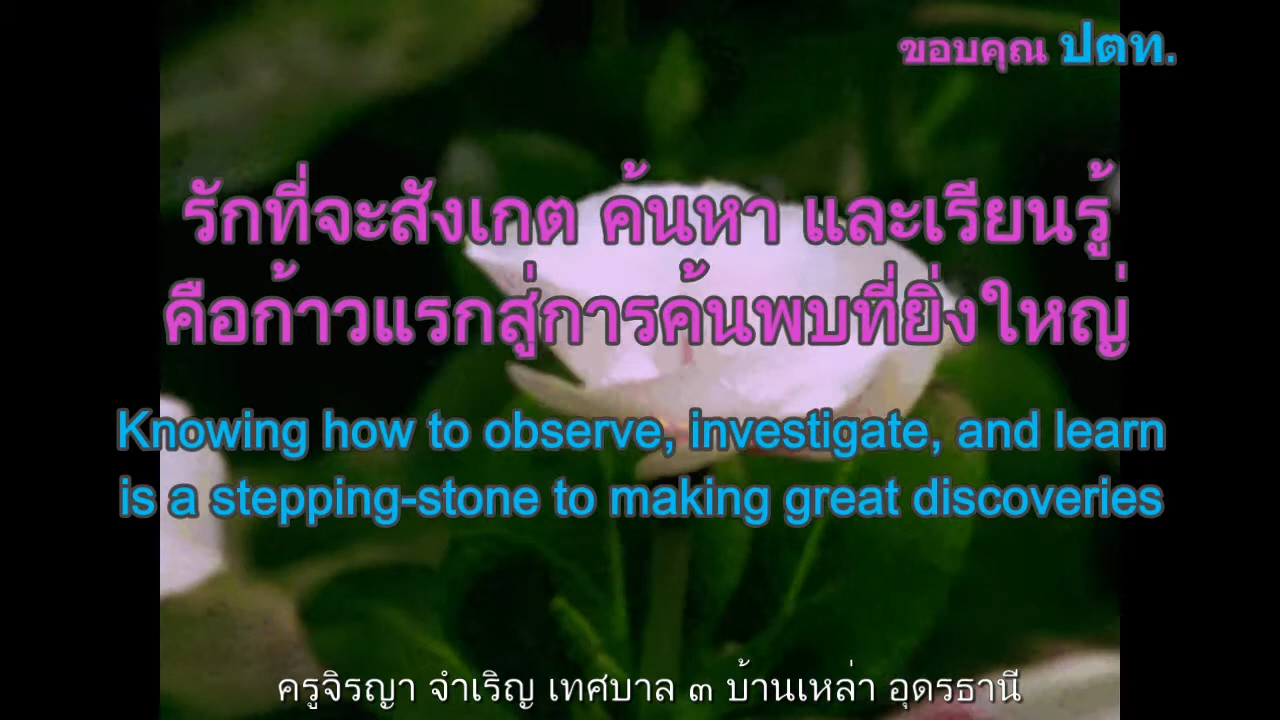 ขอบคุณ ปตท.
รักที่จะสังเกต ค้นหา และเรียนรู้
คือก้าวแรกสู่การค้นพบที่ยิ่งใหญ่
Knowing how to observe, investigate, and learn
is a stepping-stone to making great discoveries
ครูจิรญา จำเริญ เทศบาล ๓ บ้านเหล่า อุดรธานี